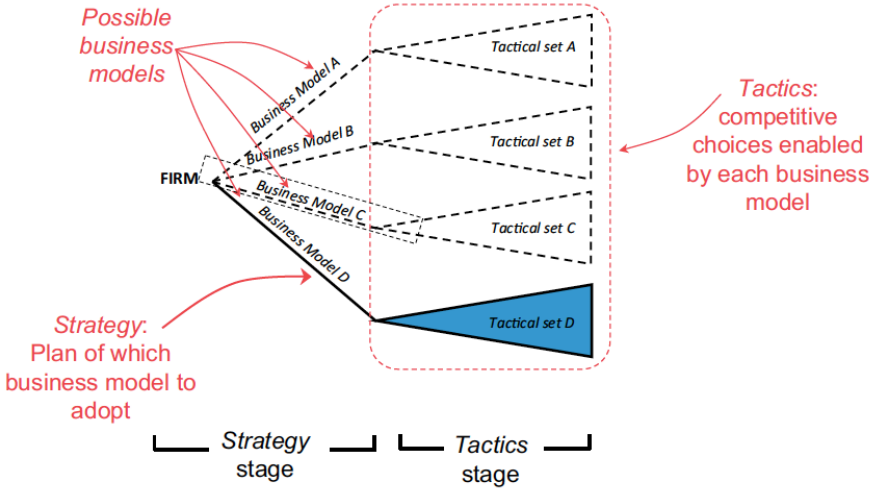 Possible
business
models
Business Model A
Tactical set A
Tactics:
competitive
choices enabled
by each business
model
Business Model B
Tactical set B
FIRM
Business Model C
Tactical set C
Business Model D
Tactical set D
Strategy:
Plan of which
business model to
adopt
Strategy
stage
Tactics
stage